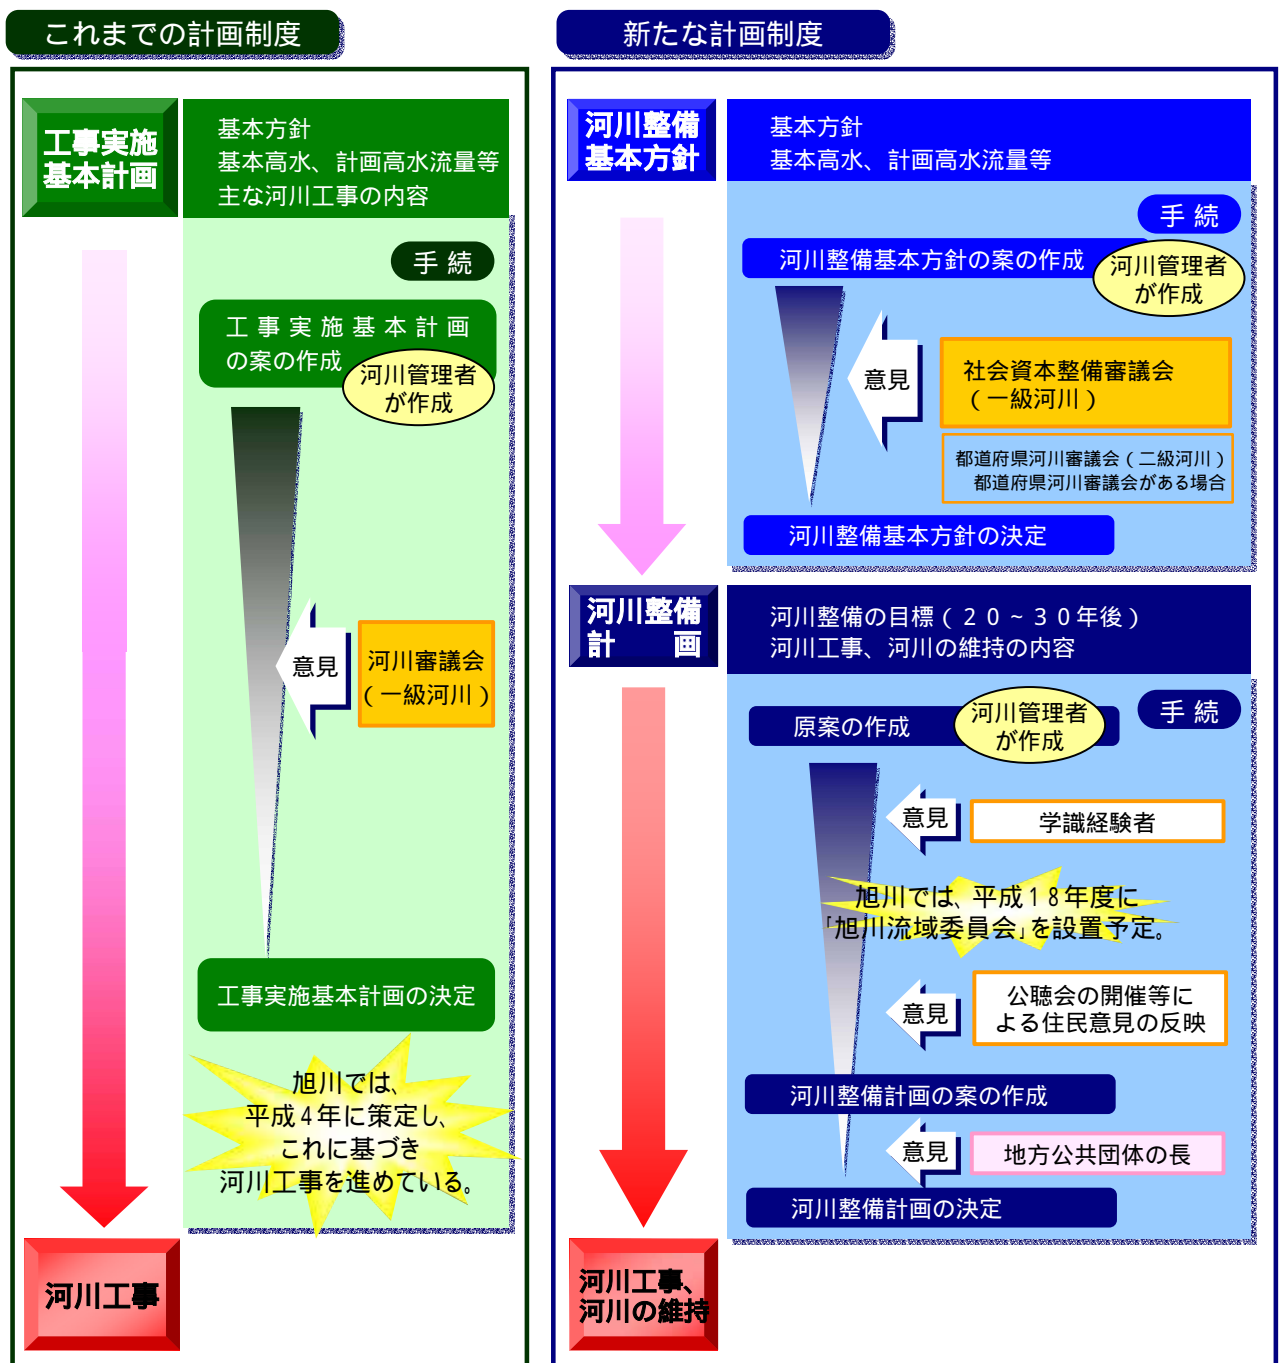 これまでの計画制度
工事実施
基本計画
基本方針
基本高水、計画高水流量等
主な河川工事の内容
手 続
工 事 実 施 基 本 計 画
の案の作成
河川管理者
が作成
意見
河川審議会
（一級河川）
工事実施基本計画の決定
旭川では、
平成４年に策定し、
これに基づき
河川工事を進めている。
河川工事
新たな計画制度
河川整備
基本方針
基本方針
基本高水、計画高水流量等
手 続
河川整備基本方針の案の作成
河川管理者
が作成
意見
社会資本整備審議会
（一級河川）
都道府県河川審議会（二級河川）
都道府県河川審議会がある場合
河川整備基本方針の決定
河川整備
計　画
河川整備の目標（２０～３０年後）
河川工事、河川の維持の内容
手 続
原案の作成
河川管理者
が作成
意見
学識経験者
旭川では、平成１８年度に
「旭川流域委員会」を設置予定。
意見
公聴会の開催等に
よる住民意見の反映
河川整備計画の案の作成
意見
地方公共団体の長
河川整備計画の決定
河川工事、
河川の維持